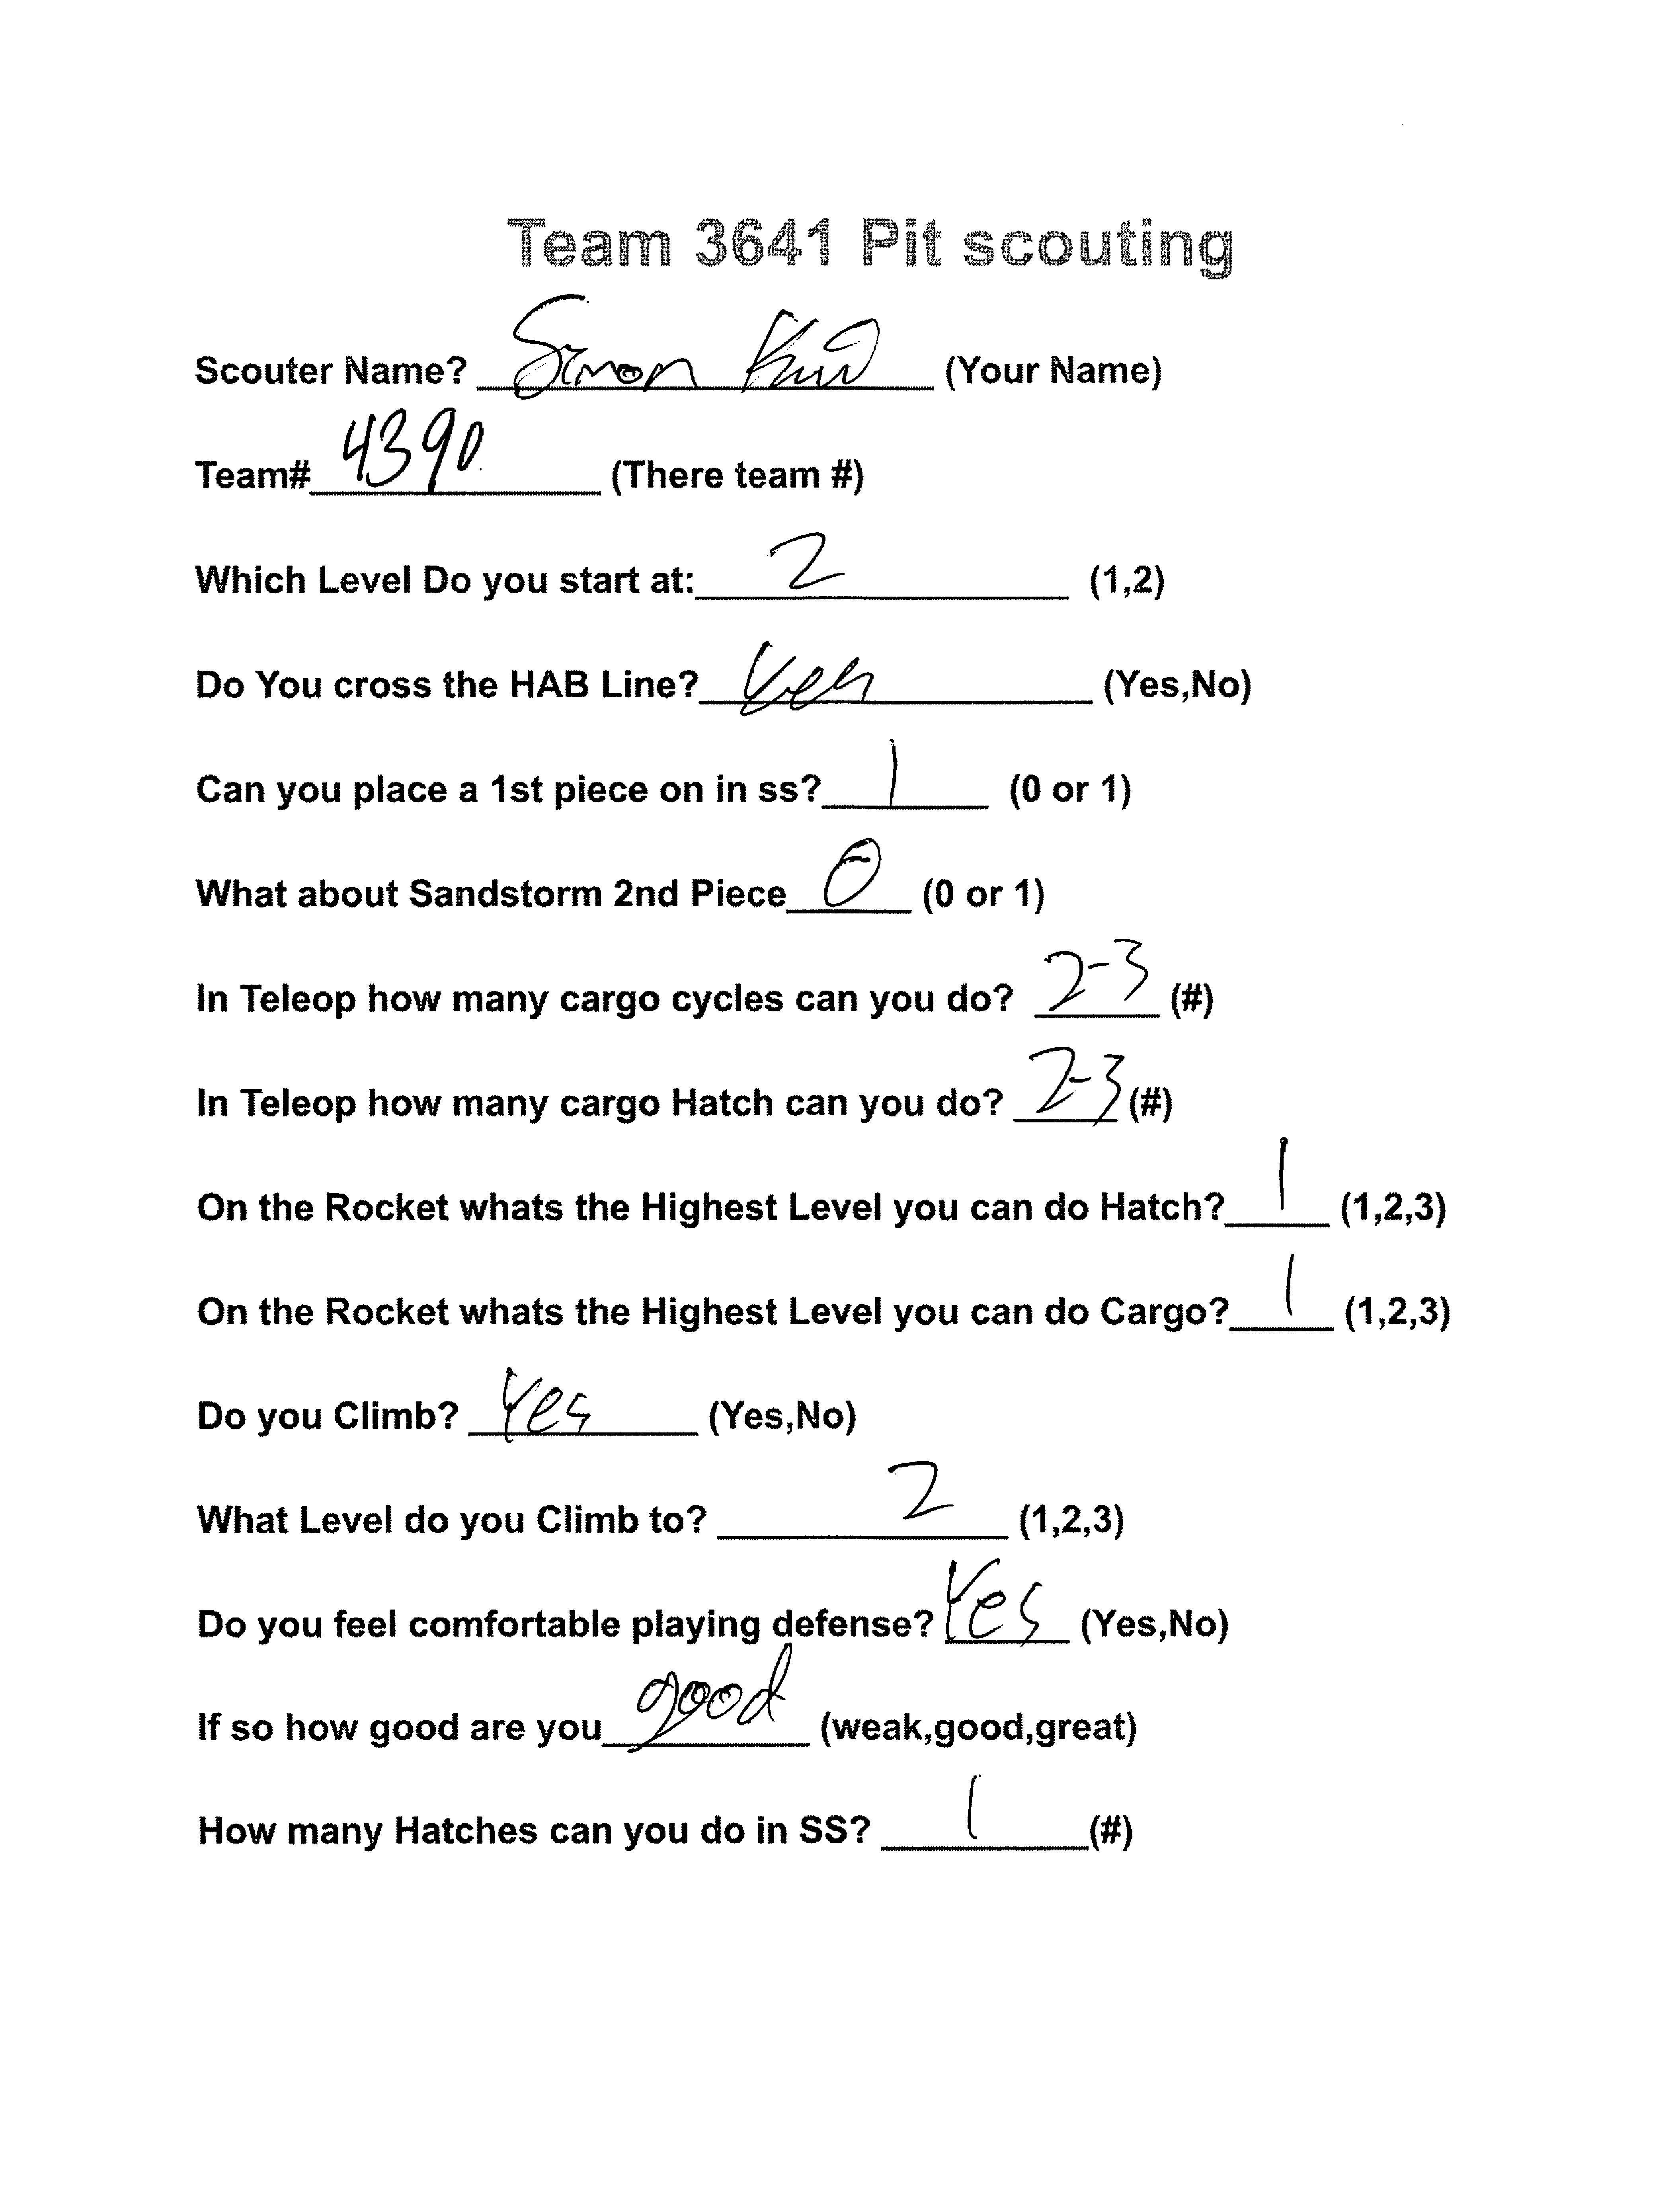 Team 3641 Pit scouting
Scouter Name? Simon (Your Name)
Team# 4390 (There team #)
Which Level Do you start at: 2 (1,2)
Do You cross the HAB Line? Yes (Yes,No)
Can you place a 1st piece on in ss? 1 (0 or 1)
What about Sandstorm 2nd Piece 0 (0 or 1)
In Teleop how many cargo cycles can you do? 2-3 (#)
In Teleop how many cargo Hatch can you do? 2-3 (#)
On the Rocket whats the Highest Level you can do Hatch? 1 (1,2,3)
On the Rocket whats the Highest Level you can do Cargo? 1 (1,2,3)
Do you Climb? Yes (Yes,No)
What Level do you Climb to? 2 (1,2,3)
Do you feel comfortable playing defense? Yes (Yes,No)
If so how good are you good (weak,good,great)
How many Hatches can you do in SS? 1 (#)